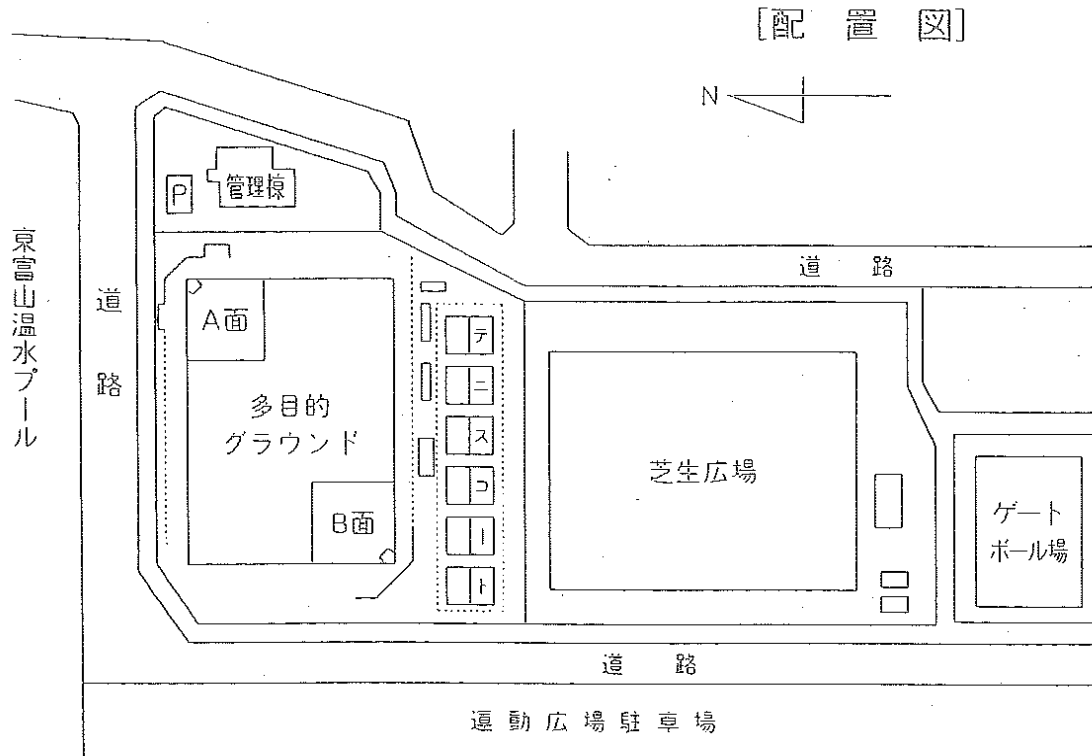 [配置図]
N
管理棟
P
東富山温水プール
道路
道路
A面
多目的
グラウンド
B面
テニスコート
芝生広場
ゲート
ボール場
道路
運動広場駐車場